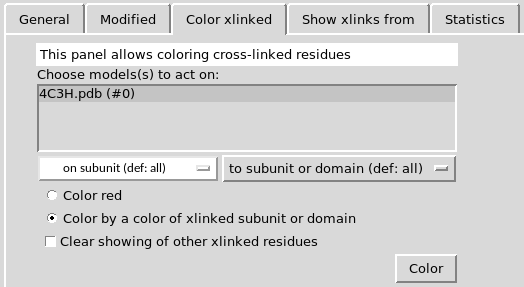 General Modified Color xlinked Show xlinks from Statistics
This panel allows coloring cross-linked residues
Choose models(s) to act on:
4C3H.pdb (#0)
on subunit (def: all) to subunit or domain (def: all)
Color red
Color by a color of xlinked subunit or domain
Clear showing of other xlinked residues
Color